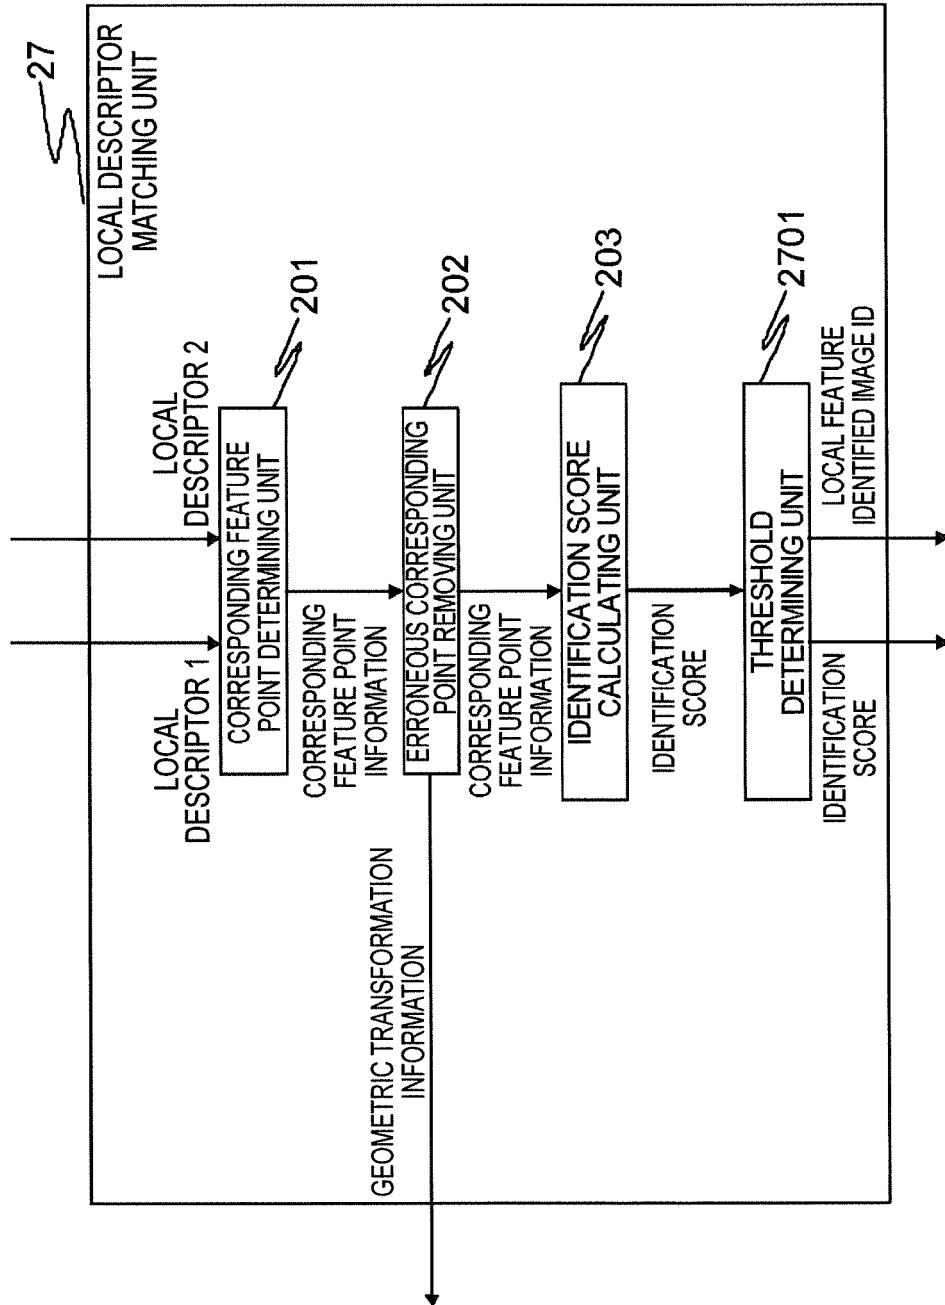 27
LOCAL DESCRIPTOR
MATCHING UNIT
LOCAL
DESCRIPTOR 1
LOCAL
DESCRIPTOR 2
201
CORRESPONDING FEATURE
POINT DETERMINING UNIT
CORRESPONDING
FEATURE POINT
INFORMATION
202
ERRONEOUS CORRESPONDING
POINT REMOVING UNIT
GEOMETRIC TRANSFORMATION
INFORMATION
CORRESPONDING
FEATURE POINT
INFORMATION
203
IDENTIFICATION SCORE
CALCULATING UNIT
IDENTIFICATION
SCORE
2701
THRESHOLD
DETERMINING UNIT
IDENTIFICATION
SCORE
LOCAL FEATURE
IDENTIFIED IMAGE ID